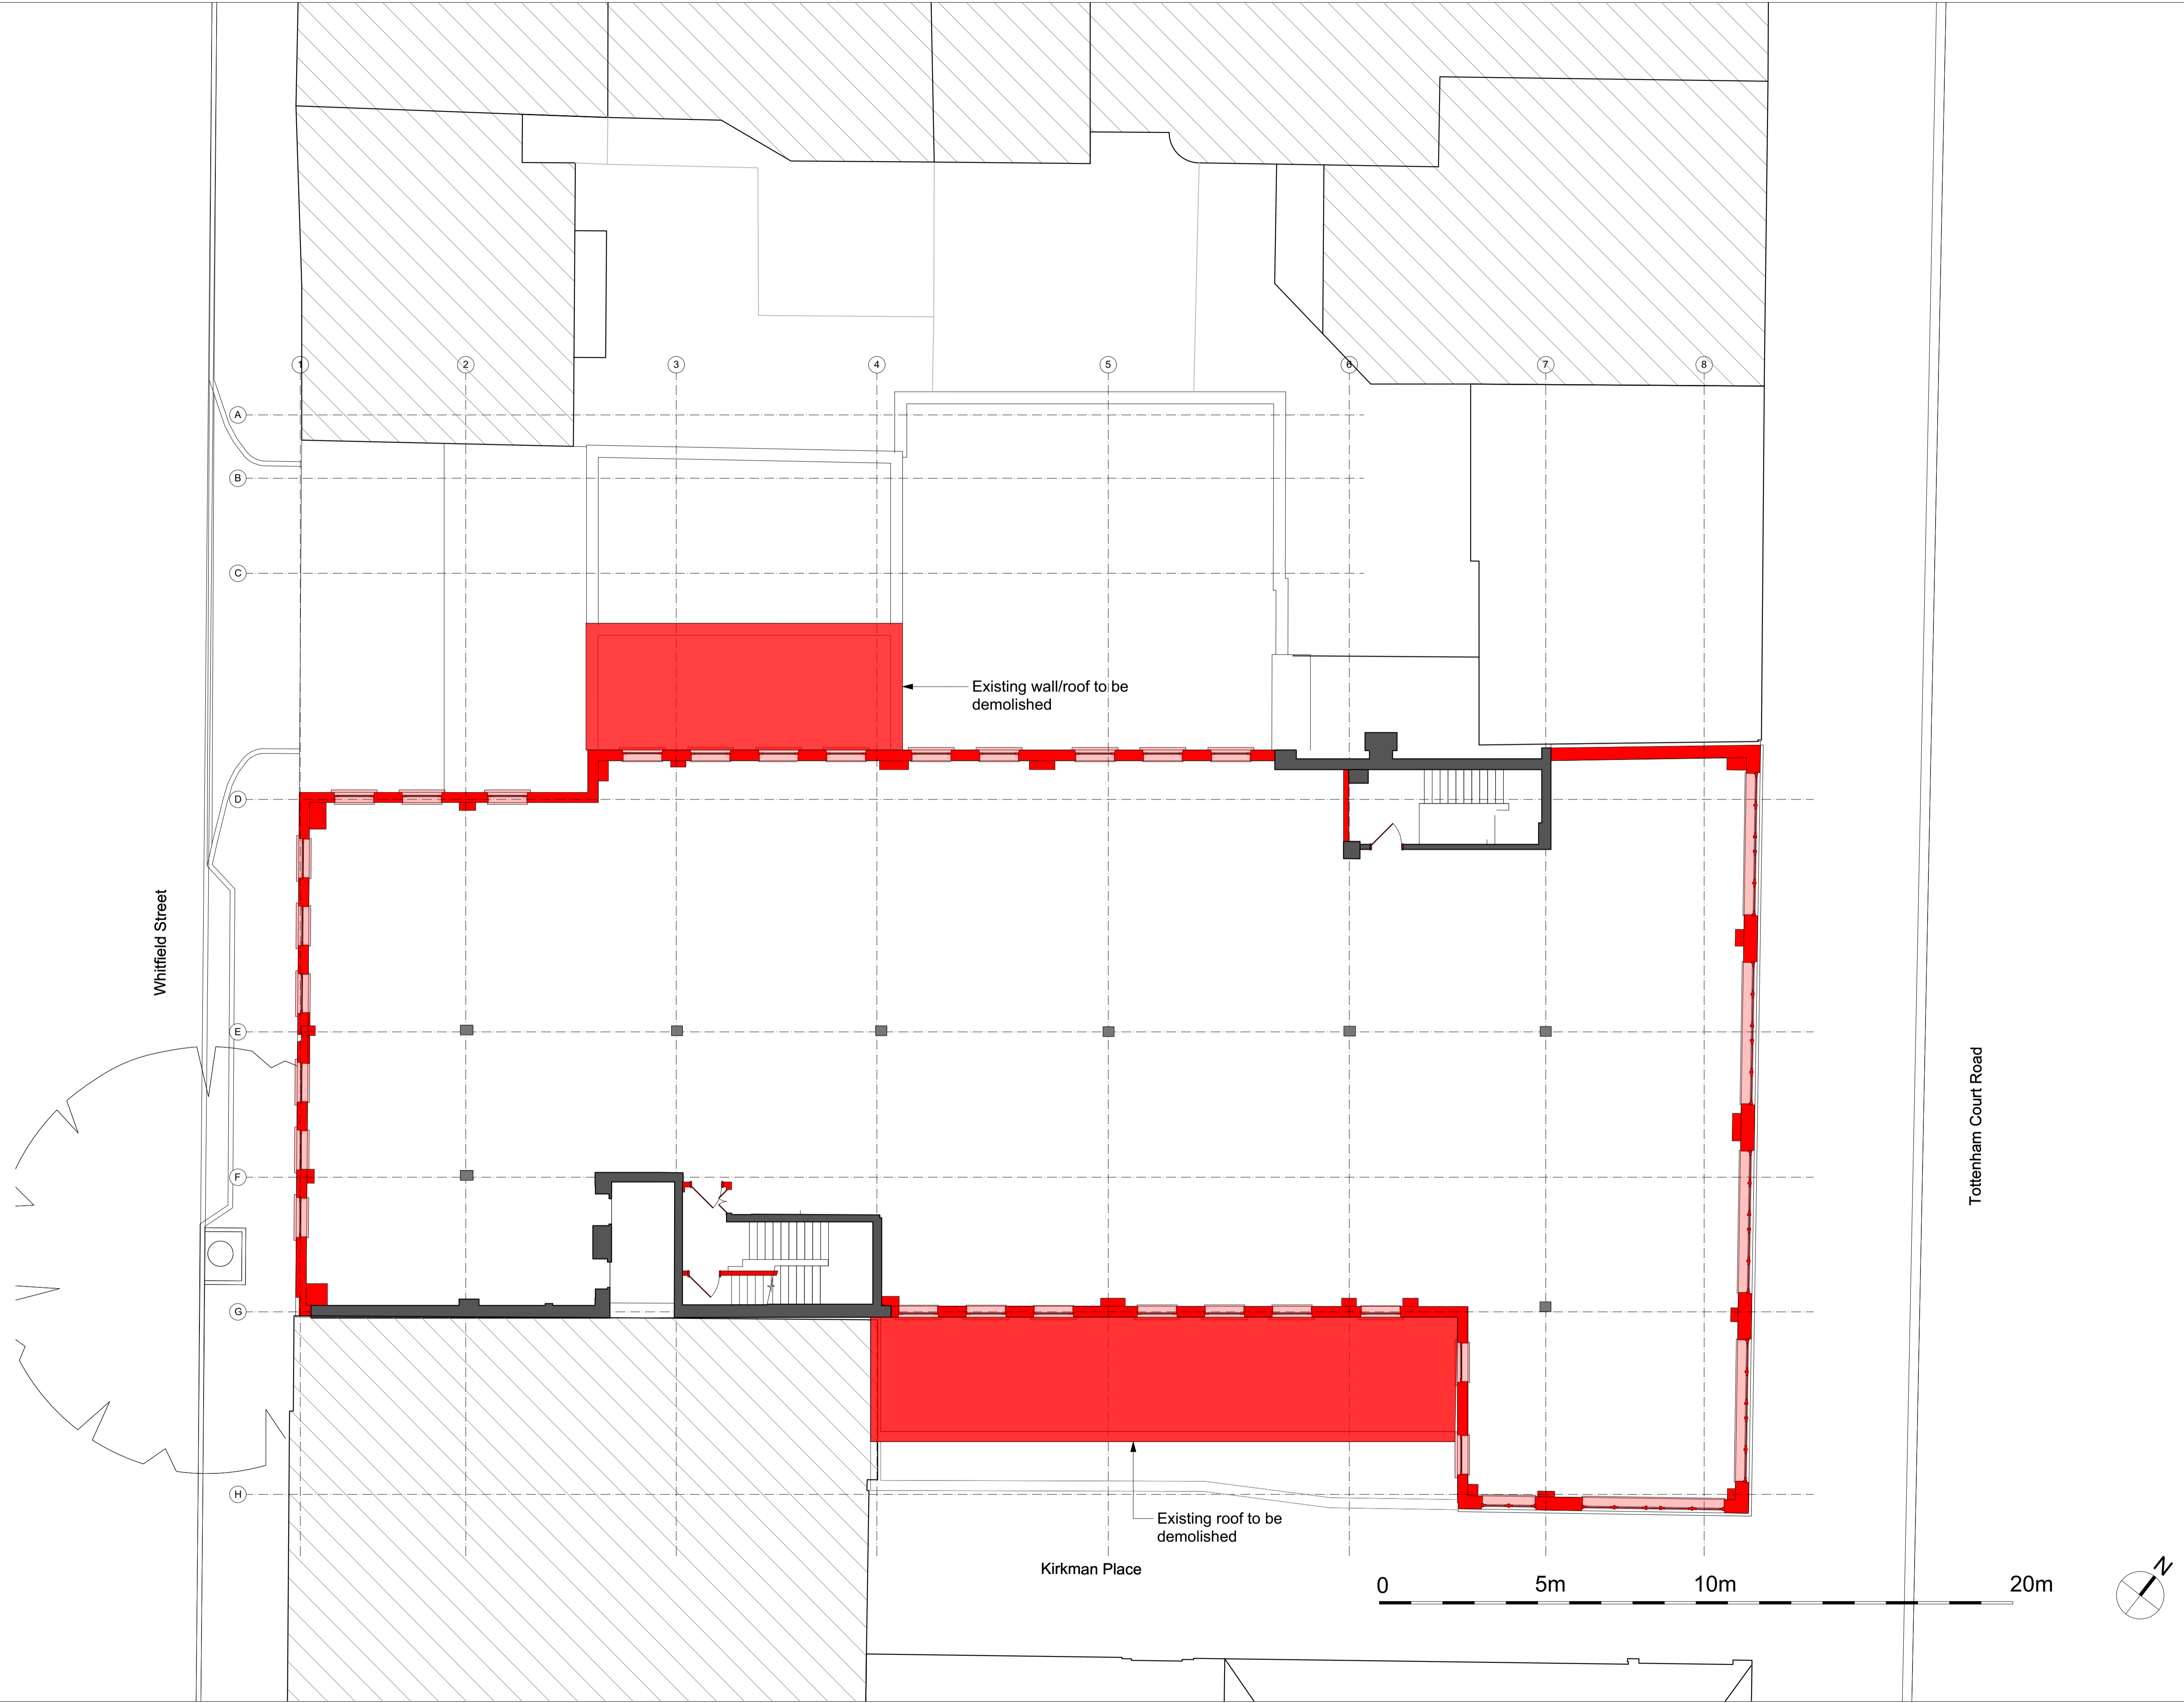 1 2 3 4 5 6 7 8
A
B
C
Existing wall/roof to be
demolished
D
Whitfield Street
E
Tottenham Court Road
F
G
H
Existing roof to be
demolished
Kirkman Place
0 5m 10m 20m
N